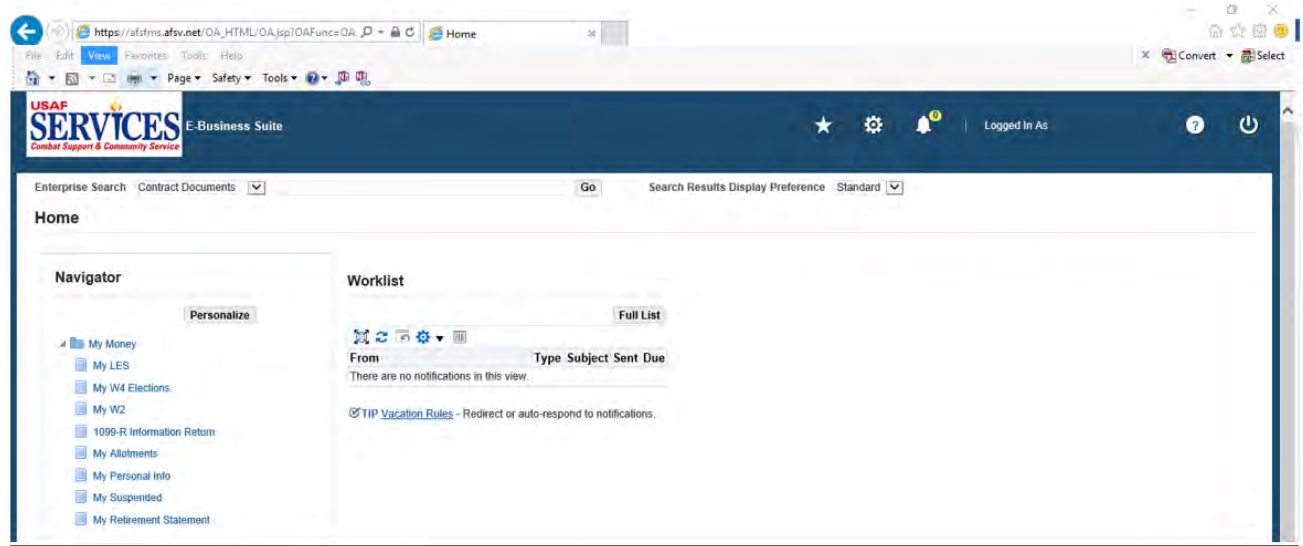 https://afsfms.afsv.net/OA_HTML/OA.jsp?OAFunc=OA
Home
File Edit View Favorites Tools Help
Convert Select
Page Safety Tools
USAF
SERVICES
Combat Support & Community Service
E-Business Suite
0
Logged In As
Enterprise Search Contract Documents Go Search Results Display Preference Standard
Home
Navigator
Personalize
My Money
My LES
My W4 Elections
My W2
1099-R Information Return
My Allotments
My Personal Info
My Suspended
My Retirement Statement
Worklist
Full List
From Type Subject Sent Due
There are no notifications in this view.
TIP Vacation Rules - Redirect or auto-respond to notifications.